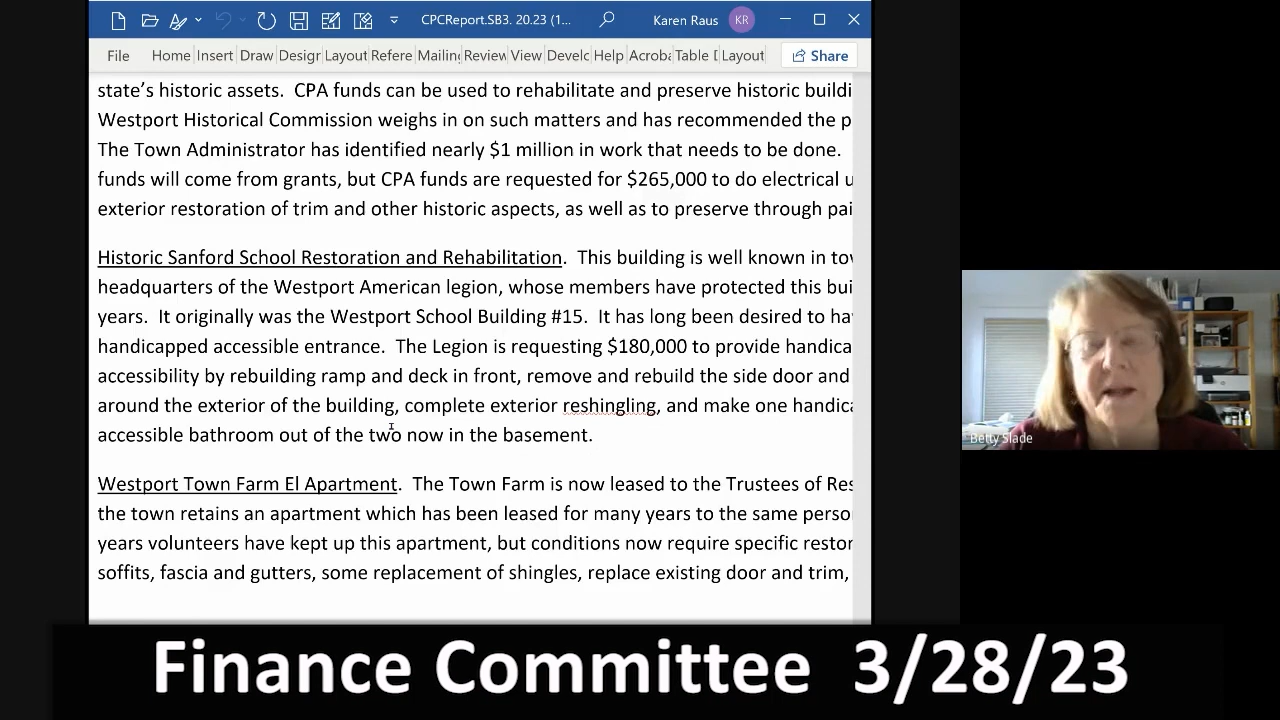 CPCReport.SB3. 20.23 (1... Karen Raus KR
File Home Insert Draw Design Layout Refere Mailing Review View Develo Help Acroba Table D Layout Share
state’s historic assets. CPA funds can be used to rehabilitate and preserve historic buildi
Westport Historical Commission weighs in on such matters and has recommended the p
The Town Administrator has identified nearly $1 million in work that needs to be done.
funds will come from grants, but CPA funds are requested for $265,000 to do electrical u
exterior restoration of trim and other historic aspects, as well as to preserve through pai
Historic Sanford School Restoration and Rehabilitation. This building is well known in tow
headquarters of the Westport American legion, whose members have protected this bui
years. It originally was the Westport School Building #15. It has long been desired to ha
handicapped accessible entrance. The Legion is requesting $180,000 to provide handica
accessibility by rebuilding ramp and deck in front, remove and rebuild the side door and
around the exterior of the building, complete exterior reshingling, and make one handica
accessible bathroom out of the two now in the basement.
Westport Town Farm El Apartment. The Town Farm is now leased to the Trustees of Res
the town retains an apartment which has been leased for many years to the same perso
years volunteers have kept up this apartment, but conditions now require specific restor
soffits, fascia and gutters, some replacement of shingles, replace existing door and trim,
Betty Slade
Finance Committee 3/28/23